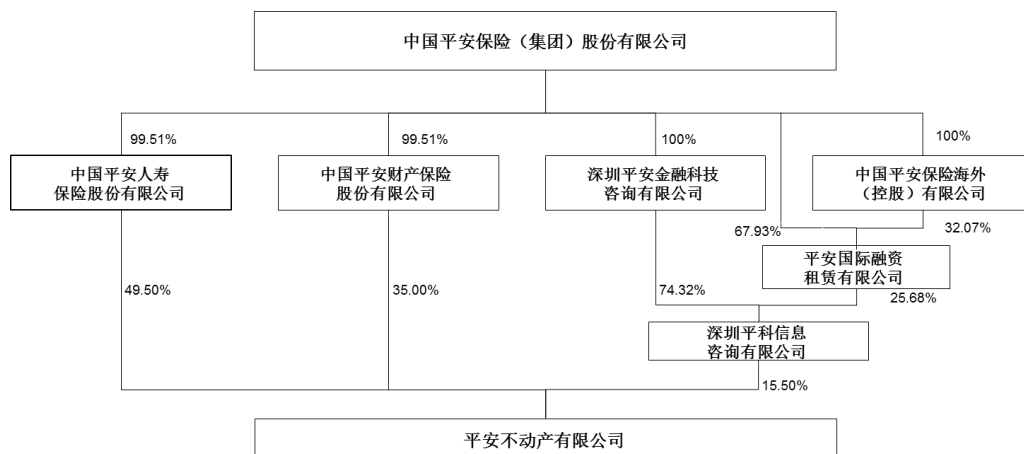 中国平安保险（集团）股份有限公司
99.51%
99.51%
100%
100%
中国平安人寿
保险股份有限公司
中国平安财产保险
股份有限公司
深圳平安金融科技
咨询有限公司
中国平安保险海外
（控股）有限公司
67.93%
32.07%
平安国际融资
租赁有限公司
49.50%
35.00%
74.32%
25.68%
深圳平科信息
咨询有限公司
15.50%
平安不动产有限公司